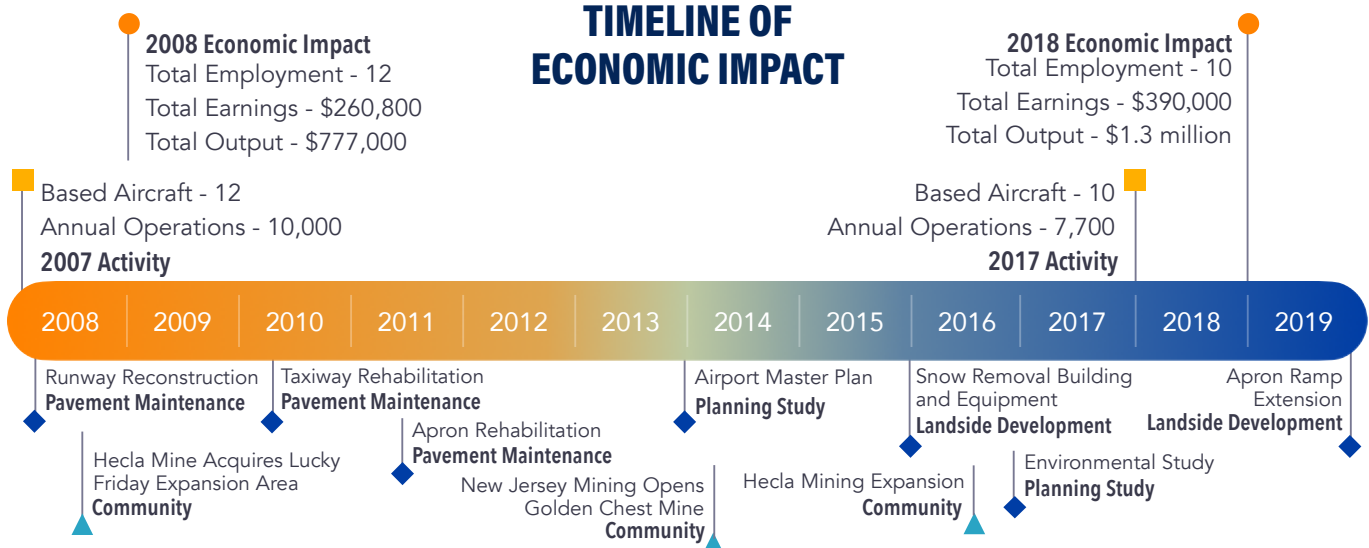 TIMELINE OF
ECONOMIC IMPACT
2008 Economic Impact
Total Employment - 12
Total Earnings - $260,800
Total Output - $777,000
2018 Economic Impact
Total Employment - 10
Total Earnings - $390,000
Total Output - $1.3 million
Based Aircraft - 12
Annual Operations - 10,000
2007 Activity
Based Aircraft - 10
Annual Operations - 7,700
2017 Activity
2008 2009 2010 2011 2012 2013 2014 2015 2016 2017 2018 2019
Runway Reconstruction
Pavement Maintenance
Hecla Mine Acquires Lucky
Friday Expansion Area
Community
Taxiway Rehabilitation
Pavement Maintenance
Apron Rehabilitation
Pavement Maintenance
Airport Master Plan
Planning Study
New Jersey Mining Opens
Golden Chest Mine
Community
Snow Removal Building
and Equipment
Landside Development
Hecla Mining Expansion
Community
Environmental Study
Planning Study
Apron Ramp
Extension
Landside Development